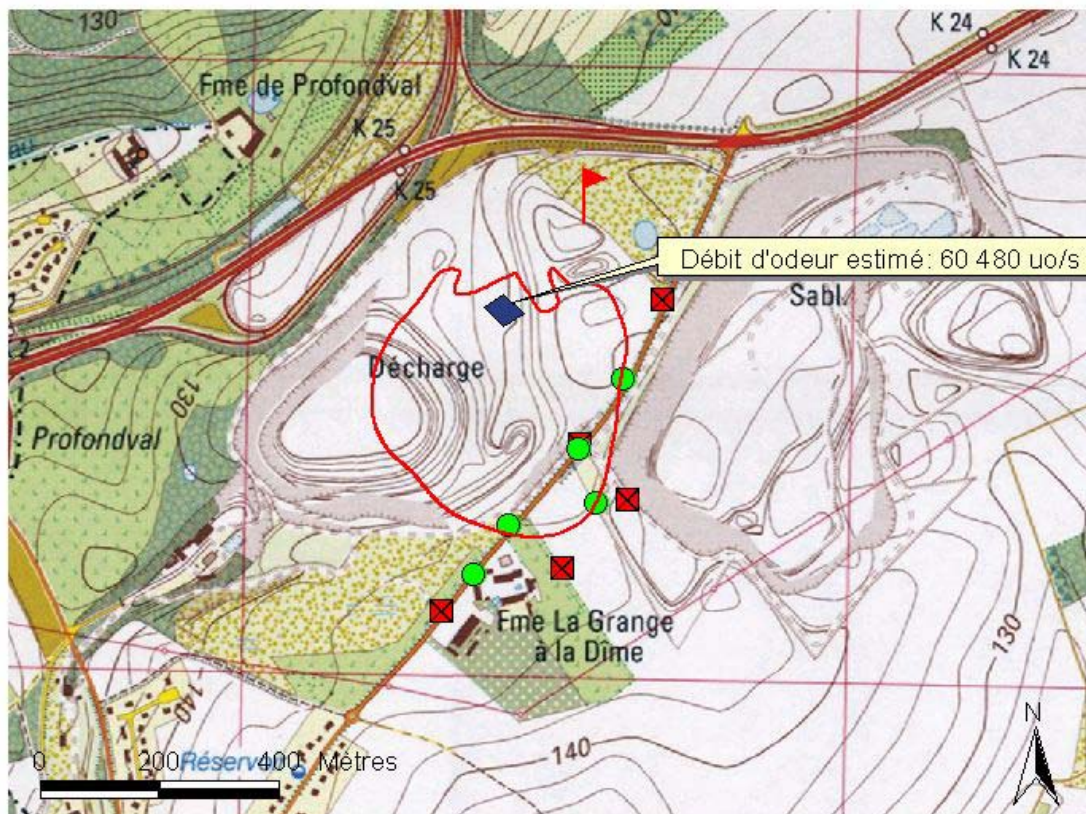 130
K 24
K 24
Fme de Profondval
K 25
K 25
Débit d'odeur estimé: 60 480 uo/s
Sabl.
Décharge
130
Profondval
Fme La Grange
à la Dîme
130
140
140
N
0 200 400 Mètres
Réserv